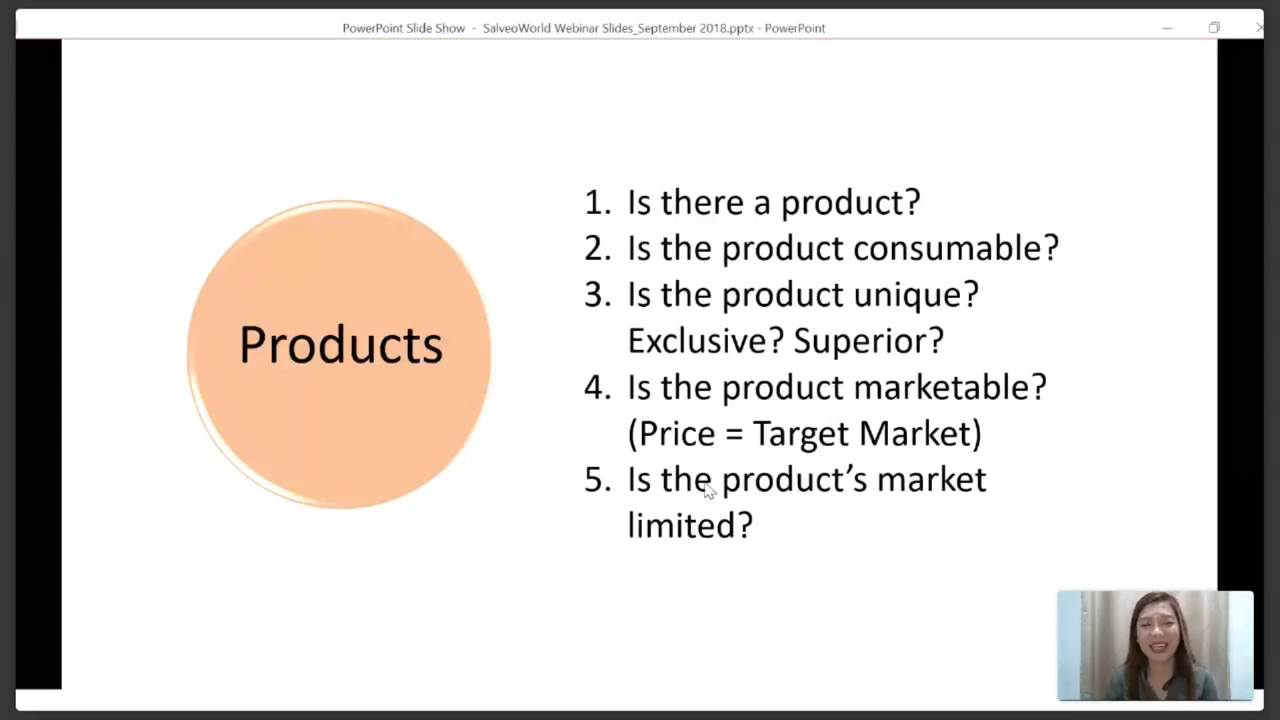 PowerPoint Slide Show - SalveoWorld Webinar Slides_September 2018.pptx - PowerPoint
Products
1. Is there a product?
2. Is the product consumable?
3. Is the product unique?
Exclusive? Superior?
4. Is the product marketable?
(Price = Target Market)
5. Is the product’s market
limited?